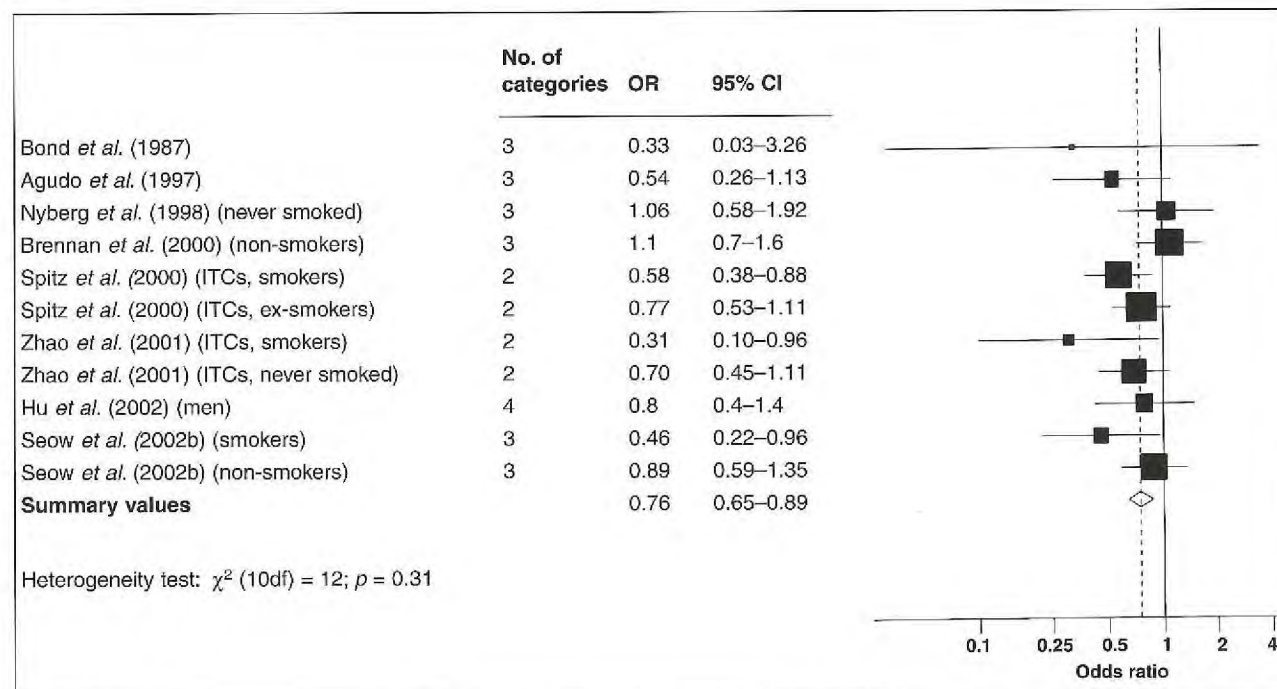 No. of
categories OR 95% CI
Bond et al. (1987) 3 0.33 0.03–3.26
Agudo et al. (1997) 3 0.54 0.26–1.13
Nyberg et al. (1998) (never smoked) 3 1.06 0.58–1.92
Brennan et al. (2000) (non-smokers) 3 1.1 0.7–1.6
Spitz et al. (2000) (ITCs, smokers) 2 0.58 0.38–0.88
Spitz et al. (2000) (ITCs, ex-smokers) 2 0.77 0.53–1.11
Zhao et al. (2001) (ITCs, smokers) 2 0.31 0.10–0.96
Zhao et al. (2001) (ITCs, never smoked) 2 0.70 0.45–1.11
Hu et al. (2002) (men) 4 0.8 0.4–1.4
Seow et al. (2002b) (smokers) 3 0.46 0.22–0.96
Seow et al. (2002b) (non-smokers) 3 0.89 0.59–1.35
Summary values 0.76 0.65–0.89
Heterogeneity test: χ² (10df) = 12; p = 0.31
0.1 0.25 0.5 1 2 4
Odds ratio